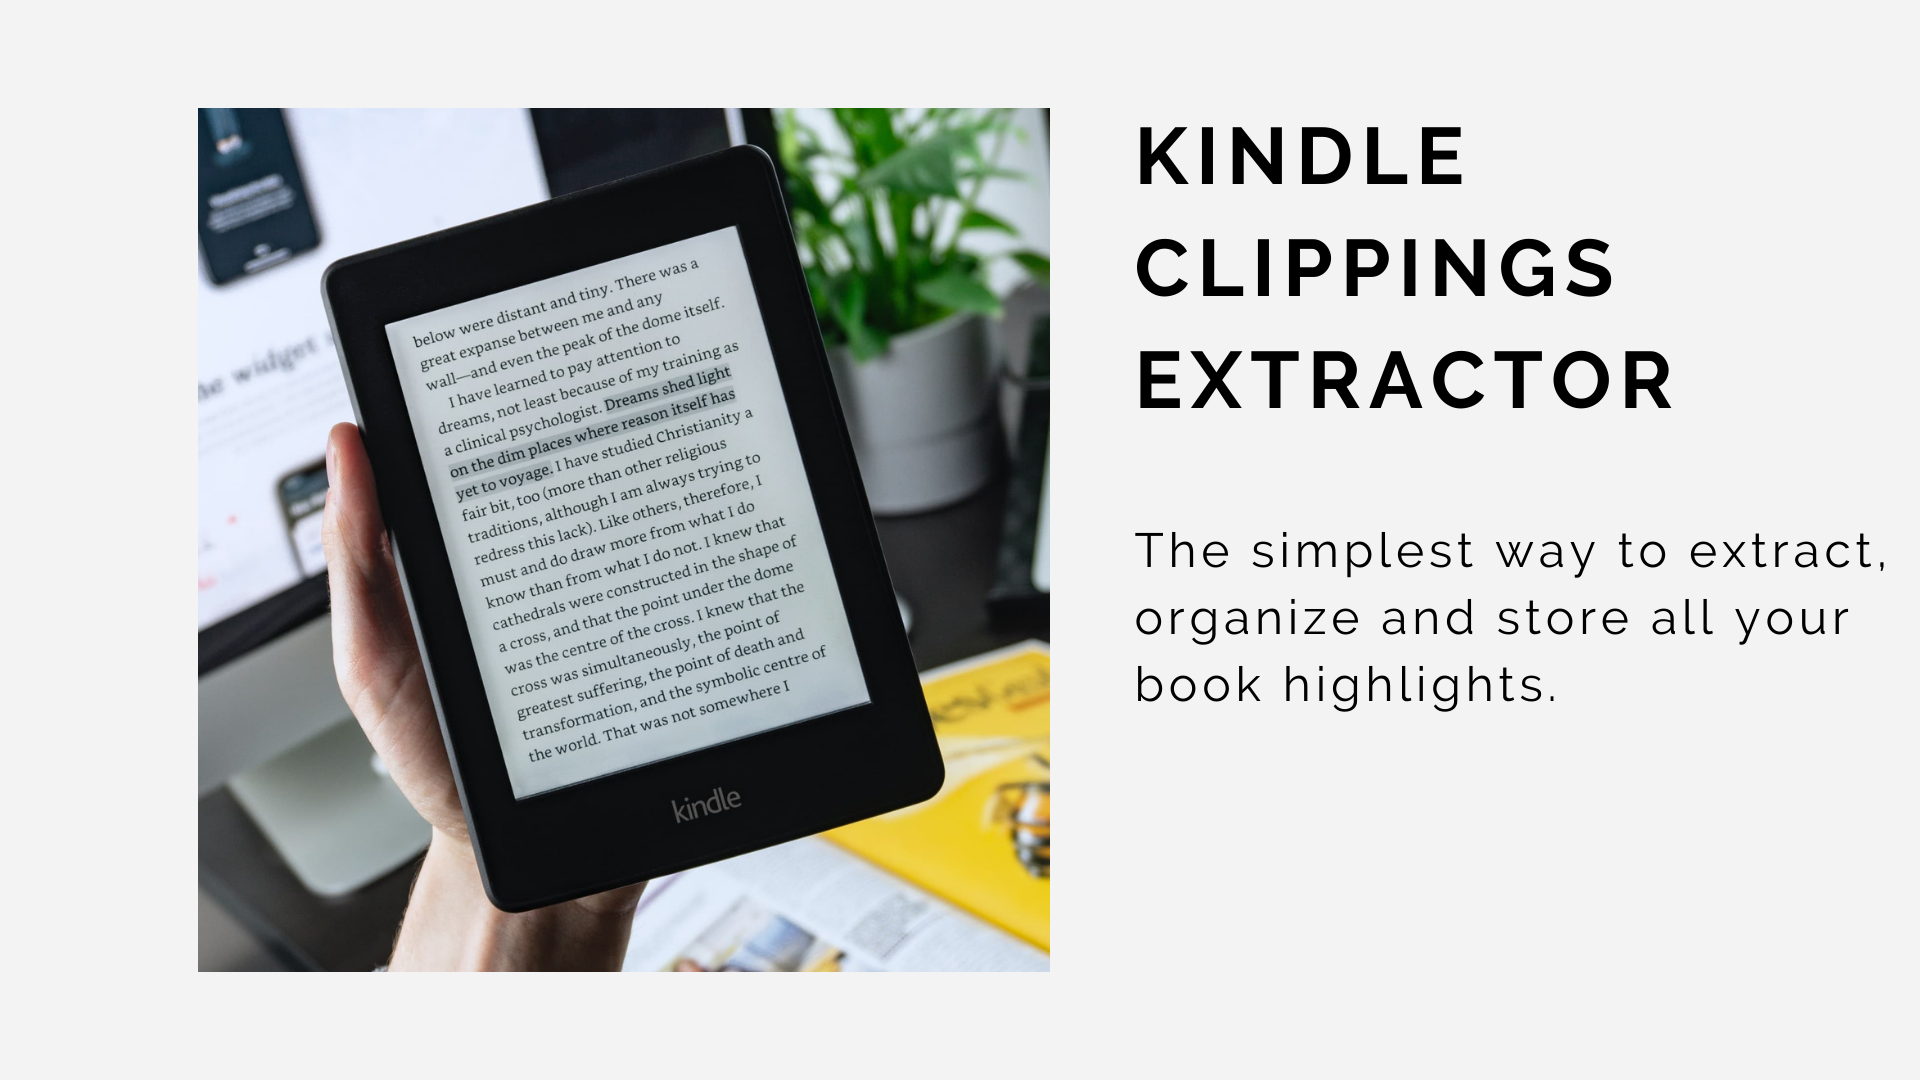 KINDLE
CLIPPINGS
EXTRACTOR
The simplest way to extract,
organize and store all your
book highlights.
below were distant and tiny. There was a
great expanse between me and any
wall—and even the peak of the dome itself.
I have learned to pay attention to
dreams, not least because of my training as
a clinical psychologist. Dreams shed light
on the dim places where reason itself has
yet to voyage. I have studied Christianity a
fair bit, too (more than other religious
traditions, although I am always trying to
redress this lack). Like others, therefore, I
must and do draw more from what I do
know than from what I do not. I knew that
cathedrals were constructed in the shape of
a cross, and that the point under the dome
was the centre of the cross. I knew that the
cross was simultaneously, the point of
greatest suffering, the point of death and
transformation, and the symbolic centre of
the world. That was not somewhere I
kindle
he widget